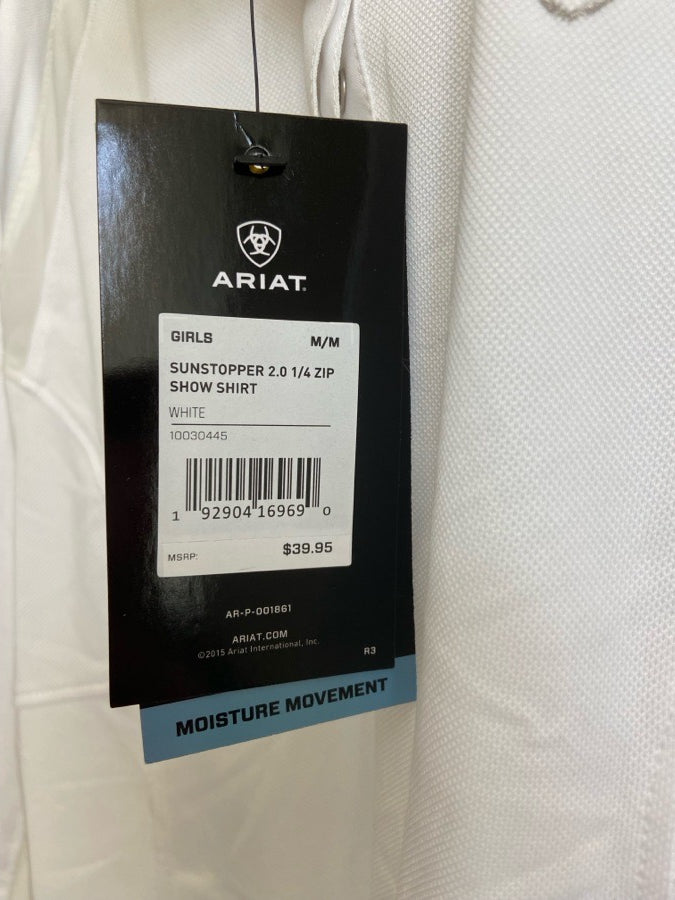 ARIAT.
GIRLS M/M
SUNSTOPPER 2.0 1/4 ZIP
SHOW SHIRT
WHITE
10030445
1 92904 16969 0
MSRP: $39.95
AR-P-001861
ARIAT.COM
©2015 Ariat International, Inc.
R3
MOISTURE MOVEMENT